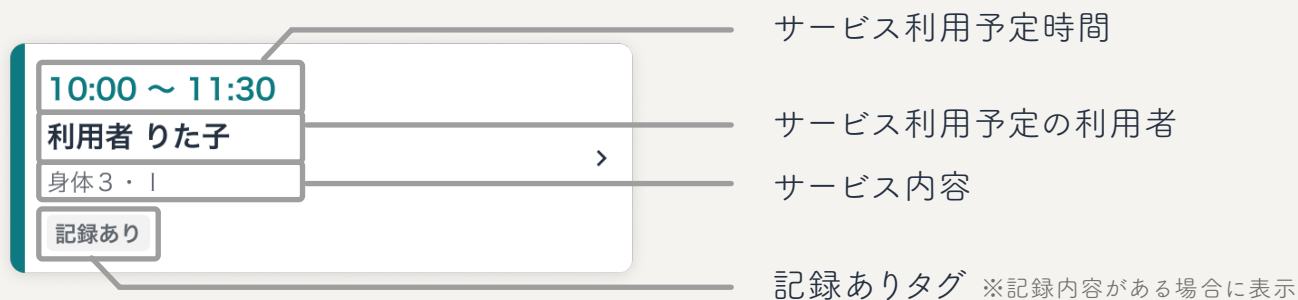 サービス利用予定時間
10:00 〜 11:30
利用者 りた子
サービス利用予定の利用者
身体３・Ⅰ
サービス内容
記録あり
記録ありタグ ※記録内容がある場合に表示